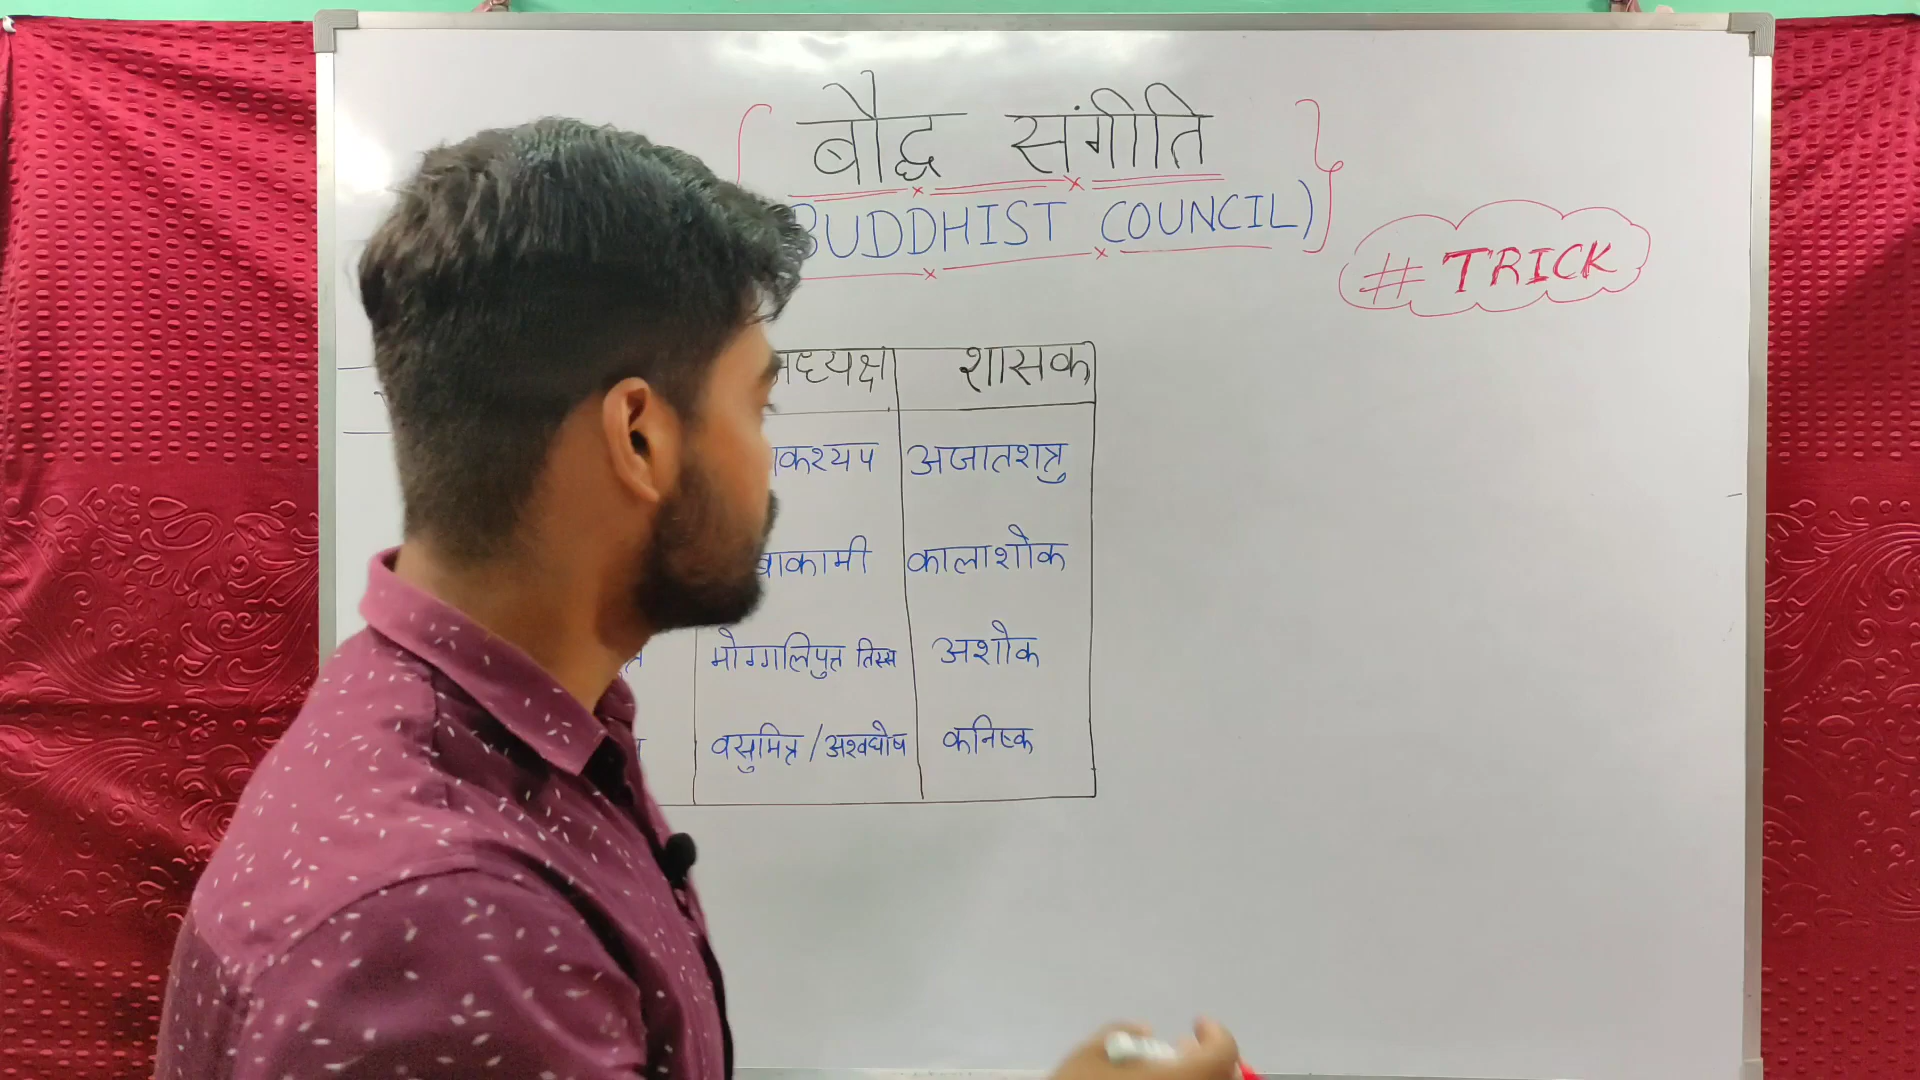 बौद्ध संगीति
BUDDHIST COUNCIL)
# TRICK
शासक
अजातशत्रु
कालाशोक
मोग्गलिपुत्त तिस्स अशोक
वसुमित्र / अश्वघोष कनिष्क